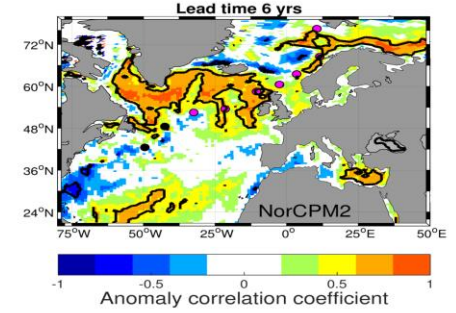 Lead time 6 yrs
72°N
60°N
48°N
36°N
24°N
NorCPM2
75°W 50°W 25°W 0° 25°E 50°E
-1 -0.5 0 0.5 1
Anomaly correlation coefficient